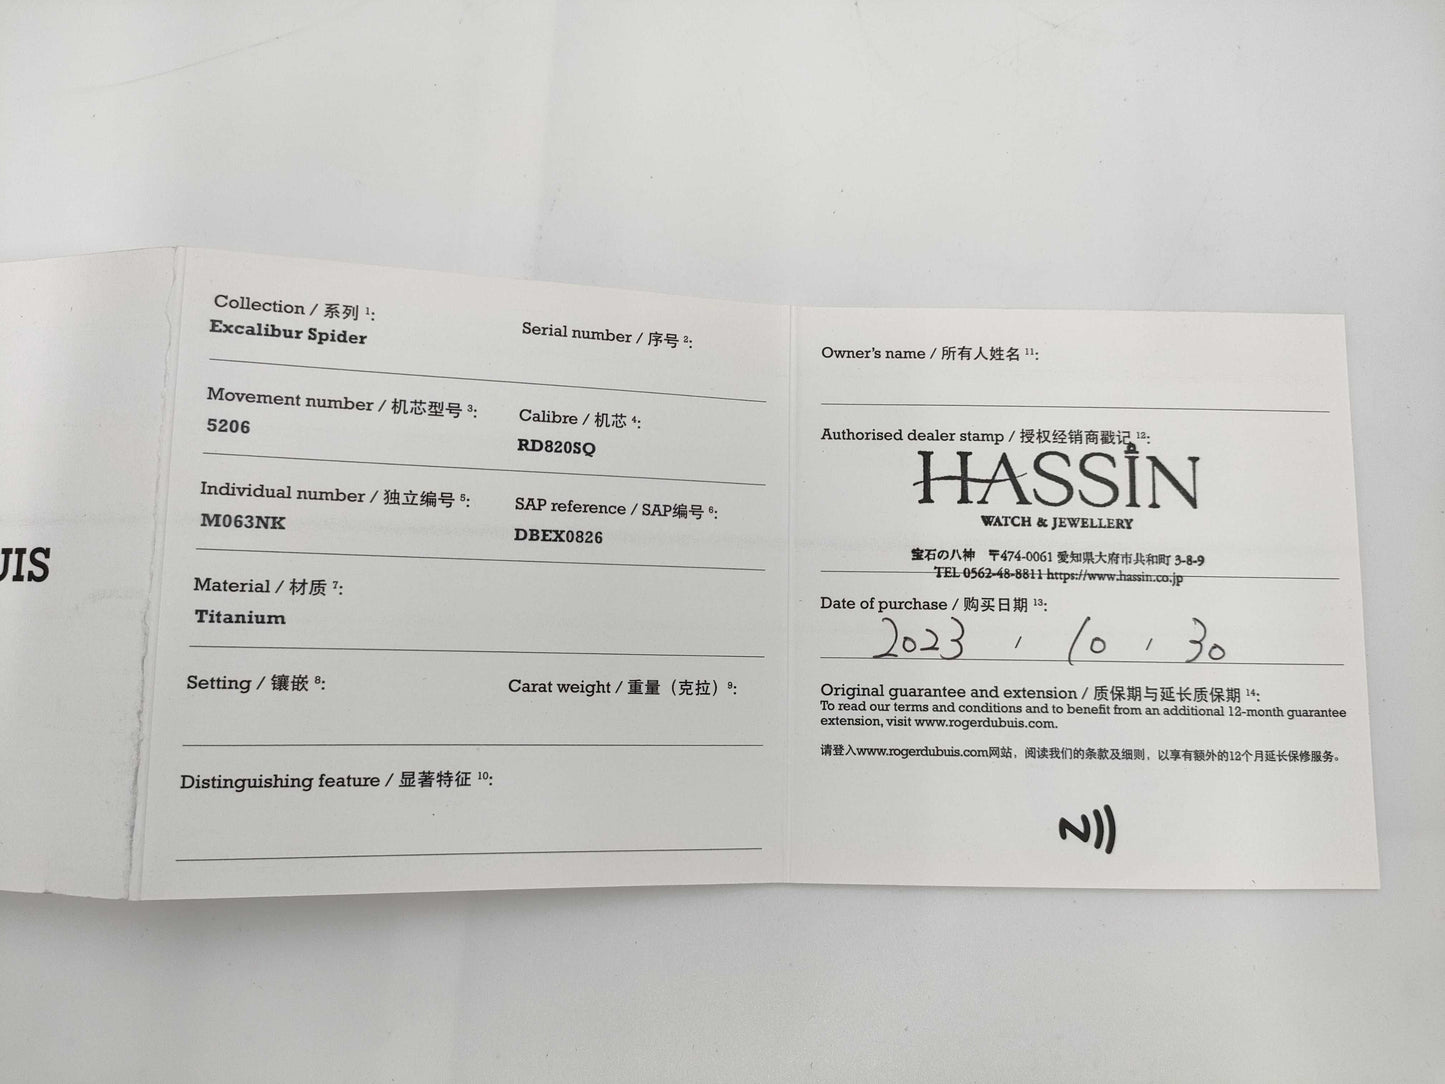 UIS
Collection / 系列 1:
Excalibur Spider
Serial number / 序号 2:
Movement number / 机芯型号 3:
5206
Calibre / 机芯 4:
RD820SQ
Individual number / 独立编号 5:
M063NK
SAP reference / SAP编号 6:
DBEX0826
Material / 材质 7:
Titanium
Setting / 镶嵌 8:
Carat weight / 重量（克拉）9:
Distinguishing feature / 显著特征 10:
Owner's name / 所有人姓名 11:
Authorised dealer stamp / 授权经销商戳记 12:
HASSIN
WATCH & JEWELLERY
宝石の八神 〒474-0061 愛知県大府市共和町 3-8-9
TEL 0562-48-8811 https://www.hassin.co.jp
Date of purchase / 购买日期 13:
2023 , 10 , 30
Original guarantee and extension / 质保期与延长质保期 14:
To read our terms and conditions and to benefit from an additional 12-month guarantee
extension, visit www.rogerdubuis.com.
请登入www.rogerdubuis.com网站，阅读我们的条款及细则，以享有额外的12个月延长保修服务。